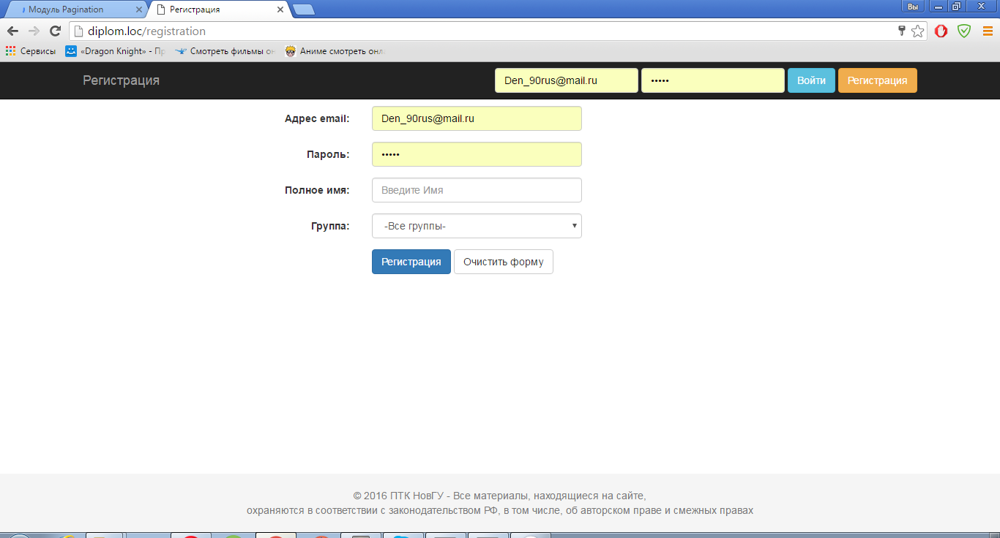 Модуль Pagination
Регистрация
Вы
diplom.loc/registration
Сервисы
«Dragon Knight» - Пр
Смотреть фильмы он
Аниме смотреть онла
Регистрация
Den_90rus@mail.ru
•••••
Войти
Регистрация
Адрес email:
Den_90rus@mail.ru
Пароль:
•••••
Полное имя:
Введите Имя
Группа:
-Все группы-
Регистрация
Очистить форму
© 2016 ПТК НовГУ - Все материалы, находящиеся на сайте,
охраняются в соответствии с законодательством РФ, в том числе, об авторском праве и смежных правах